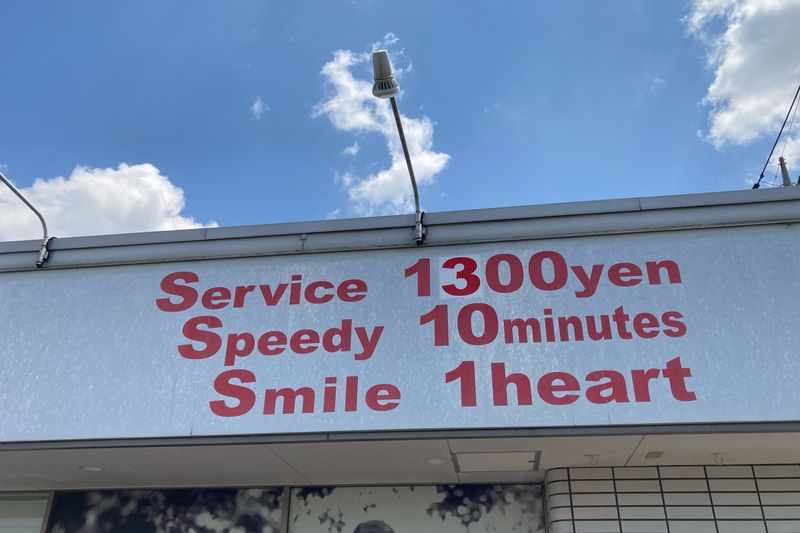 Service 1300yen
Speedy 10minutes
Smile 1heart